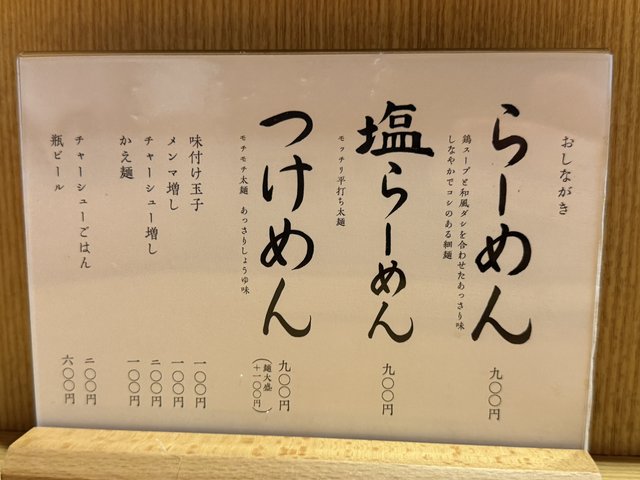 おしながき
らーめん 九〇〇円
鶏スープと和風ダシを合わせたあっさり味
しなやかでコシのある細麺
塩らーめん 九〇〇円
モッチリ平打ち太麺
つけめん 九〇〇円
(麺大盛
+一〇〇円)
モチモチ太麺 あっさりしょうゆ味
味付け玉子 一〇〇円
メンマ増し 一〇〇円
チャーシュー増し 三〇〇円
かえ麺 一〇〇円
チャーシューごはん 二〇〇円
瓶ビール 六〇〇円